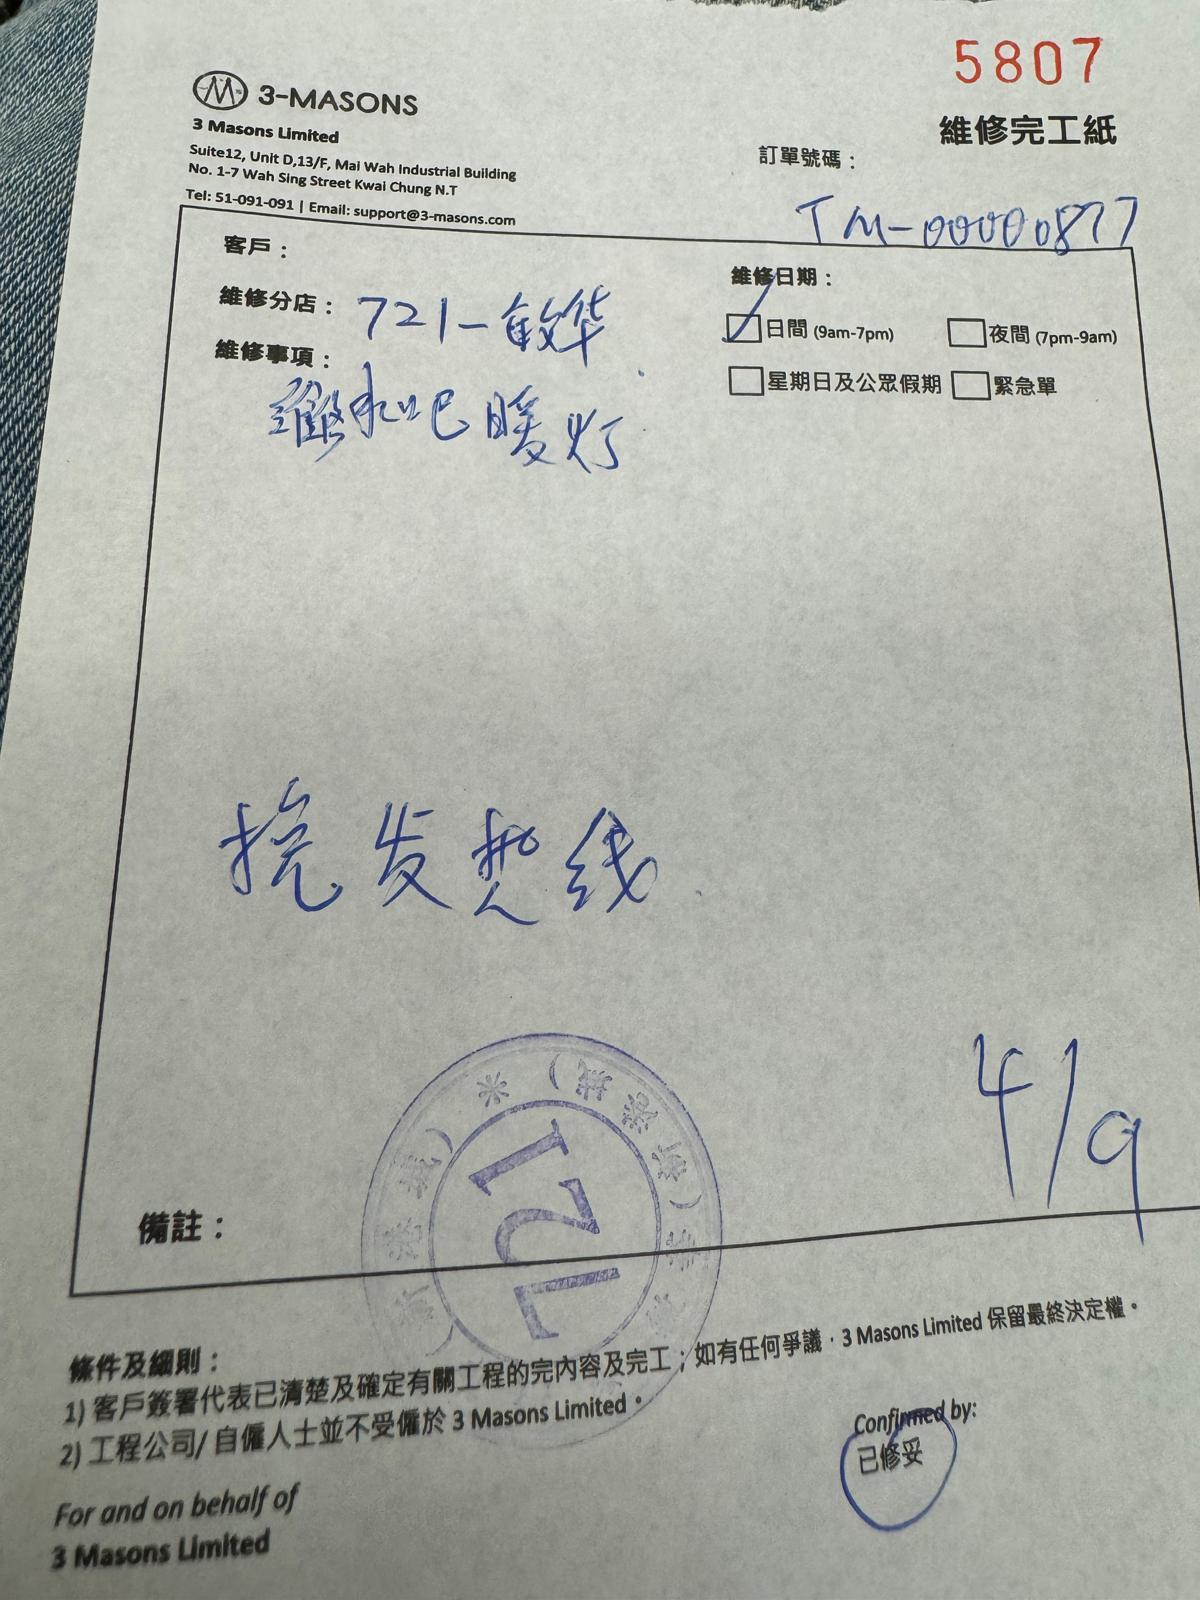 5807
3-MASONS
3 Masons Limited
維修完工紙
Suite12, Unit D,13/F, Mai Wah Industrial Building
No. 1-7 Wah Sing Street Kwai Chung N.T
訂單號碼：
Tel: 51-091-091 | Email: support@3-masons.com
TM-00000877
客戶：
維修日期：
維修分店： 721-敏华
日間 (9am-7pm) 夜間 (7pm-9am)
維修事項：
星期日及公眾假期 緊急單
水吧暖灯
发热线
4/9
721
備註：
條件及細則：
1) 客戶簽署代表已清楚及確定有關工程的完內容及完工；如有任何爭議，3 Masons Limited 保留最終決定權。
2) 工程公司/ 自僱人士並不受僱於 3 Masons Limited。
Confirmed by:
已修妥
For and on behalf of
3 Masons Limited